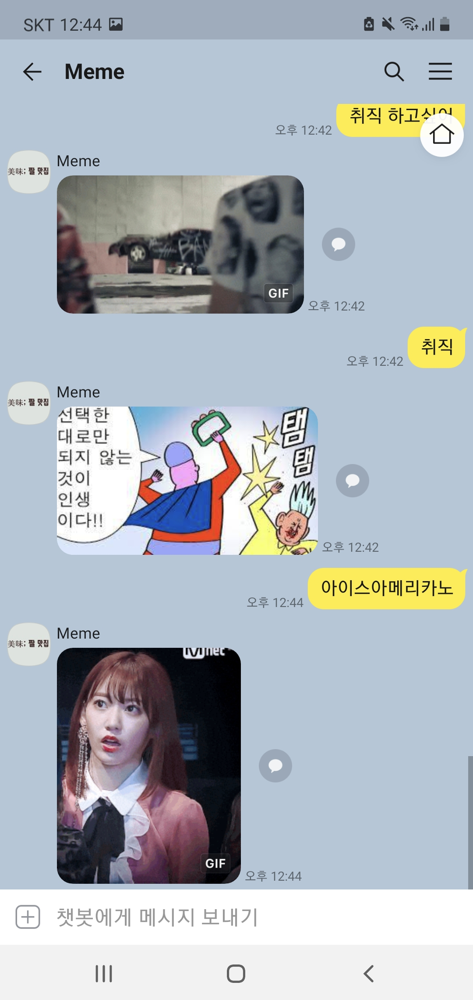 SKT 12:44
Meme
취직 하고싶어
오후 12:42
Meme
美味; 짤 맛집
BAN
GIF
오후 12:42
취직
오후 12:42
Meme
美味; 짤 맛집
선택한
대로만
되지 않는
것이
인생
이다!!
탬
탬
오후 12:42
아이스아메리카노
오후 12:44
Meme
美味; 짤 맛집
Mnet
GIF
오후 12:44
챗봇에게 메시지 보내기